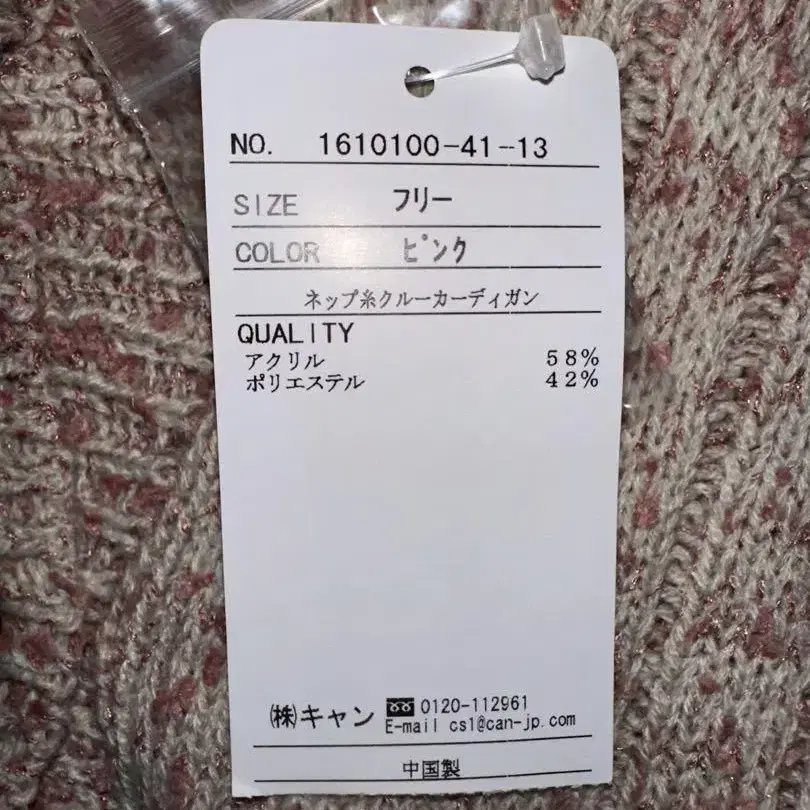 NO. 1610100-41-13
SIZE フリー
COLOR ピンク
ネップ糸クルーカーディガン
QUALITY
アクリル 58%
ポリエステル 42%
㈱キャン 0120-112961
E-mail cs1@can-jp.com
中国製